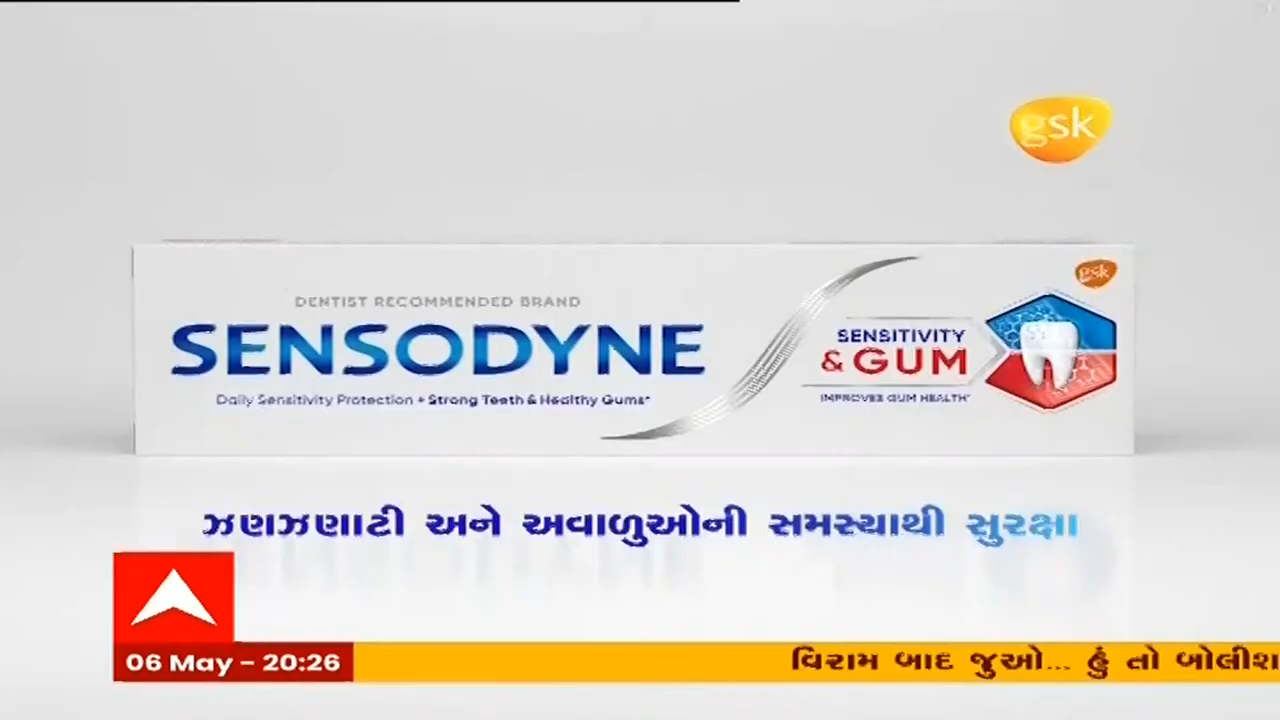 gsk
gsk
DENTIST RECOMMENDED BRAND
SENSODYNE
Daily Sensitivity Protection + Strong Teeth & Healthy Gums*
SENSITIVITY
& GUM
IMPROVES GUM HEALTH*
ઝણઝણાટી અને અવાળુઓની સમસ્યાથી સુરક્ષા
06 May - 20:26
વિરામ બાદ જુઓ... હું તો બોલીશ